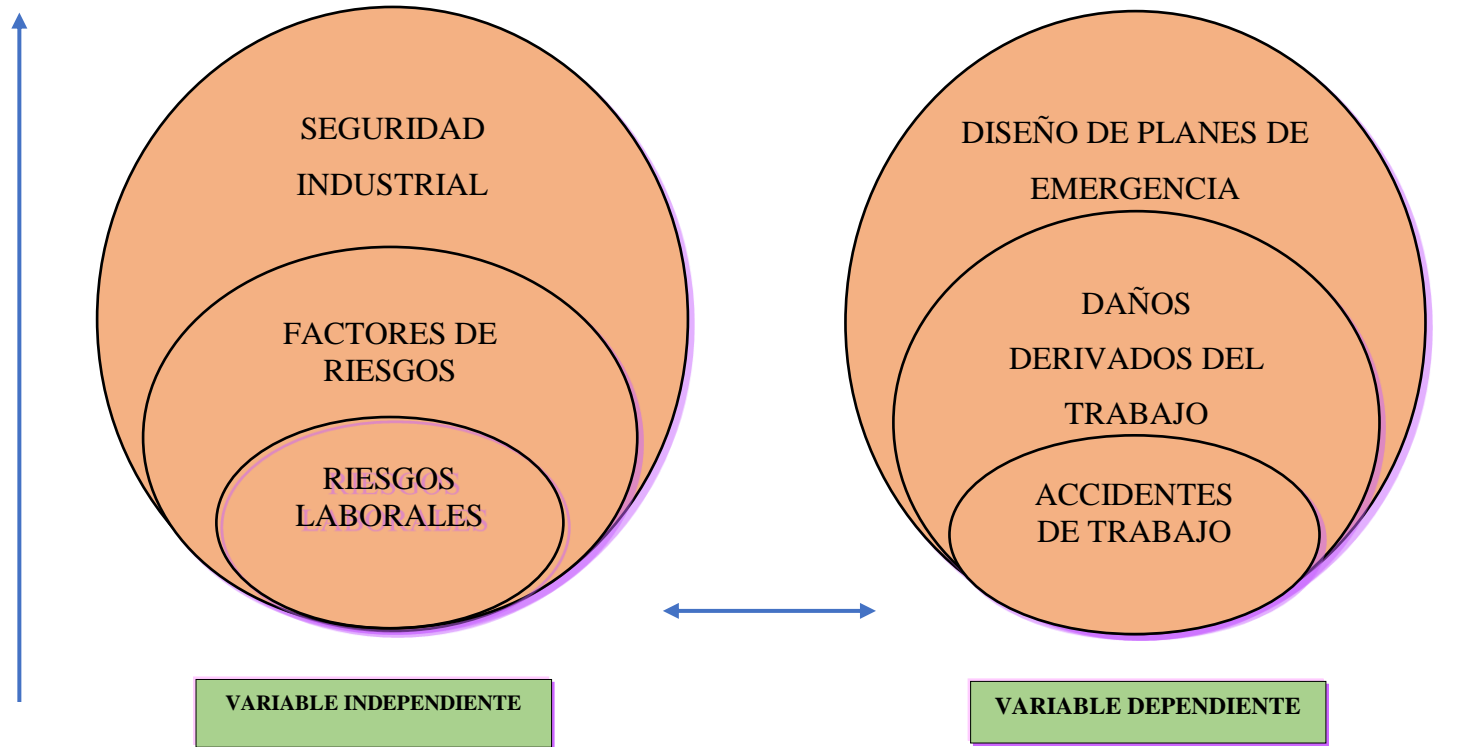 SEGURIDAD
INDUSTRIAL
FACTORES DE
RIESGOS
RIESGOS
LABORALES
VARIABLE INDEPENDIENTE
DISEÑO DE PLANES DE
EMERGENCIA
DAÑOS
DERIVADOS DEL
TRABAJO
ACCIDENTES
DE TRABAJO
VARIABLE DEPENDIENTE